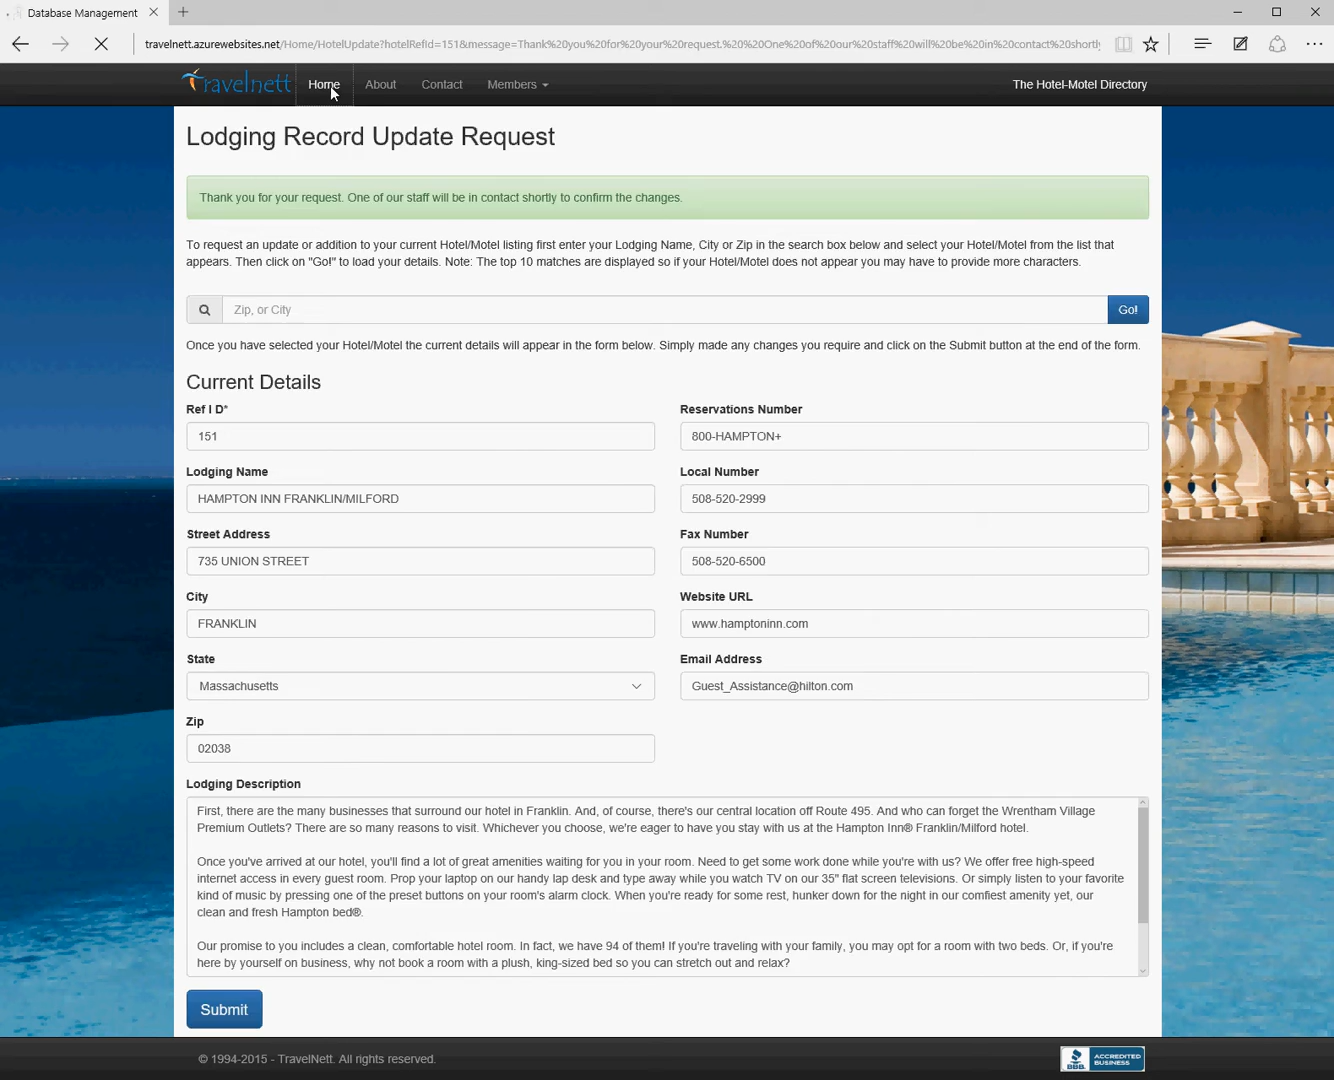 Database Management
travelnett.azurewebsites.net/Home/HotelUpdate?hotelRefId=151&message=Thank%20you%20for%20your%20request.%20%20One%20of%20our%20staff%20will%20be%20in%20contact%20shortly
Travelnett Home About Contact Members The Hotel-Motel Directory
Lodging Record Update Request
Thank you for your request. One of our staff will be in contact shortly to confirm the changes.
To request an update or addition to your current Hotel/Motel listing first enter your Lodging Name, City or Zip in the search box below and select your Hotel/Motel from the list that
appears. Then click on "Go!" to load your details. Note: The top 10 matches are displayed so if your Hotel/Motel does not appear you may have to provide more characters.
Zip, or City Go!
Once you have selected your Hotel/Motel the current details will appear in the form below. Simply made any changes you require and click on the Submit button at the end of the form.
Current Details
Ref I D* Reservations Number
151 800-HAMPTON+
Lodging Name Local Number
HAMPTON INN FRANKLIN/MILFORD 508-520-2999
Street Address Fax Number
735 UNION STREET 508-520-6500
City Website URL
FRANKLIN www.hamptoninn.com
State Email Address
Massachusetts Guest_Assistance@hilton.com
Zip
02038
Lodging Description
First, there are the many businesses that surround our hotel in Franklin. And, of course, there's our central location off Route 495. And who can forget the Wrentham Village
Premium Outlets? There are so many reasons to visit. Whichever you choose, we're eager to have you stay with us at the Hampton Inn® Franklin/Milford hotel.
Once you've arrived at our hotel, you'll find a lot of great amenities waiting for you in your room. Need to get some work done while you're with us? We offer free high-speed
internet access in every guest room. Prop your laptop on our handy lap desk and type away while you watch TV on our 35" flat screen televisions. Or simply listen to your favorite
kind of music by pressing one of the preset buttons on your room's alarm clock. When you're ready for some rest, hunker down for the night in our comfiest amenity yet, our
clean and fresh Hampton bed®.
Our promise to you includes a clean, comfortable hotel room. In fact, we have 94 of them! If you're traveling with your family, you may opt for a room with two beds. Or, if you're
here by yourself on business, why not book a room with a plush, king-sized bed so you can stretch out and relax?
Submit
© 1994-2015 - TravelNett. All rights reserved.
BBB. ACCREDITED
BUSINESS